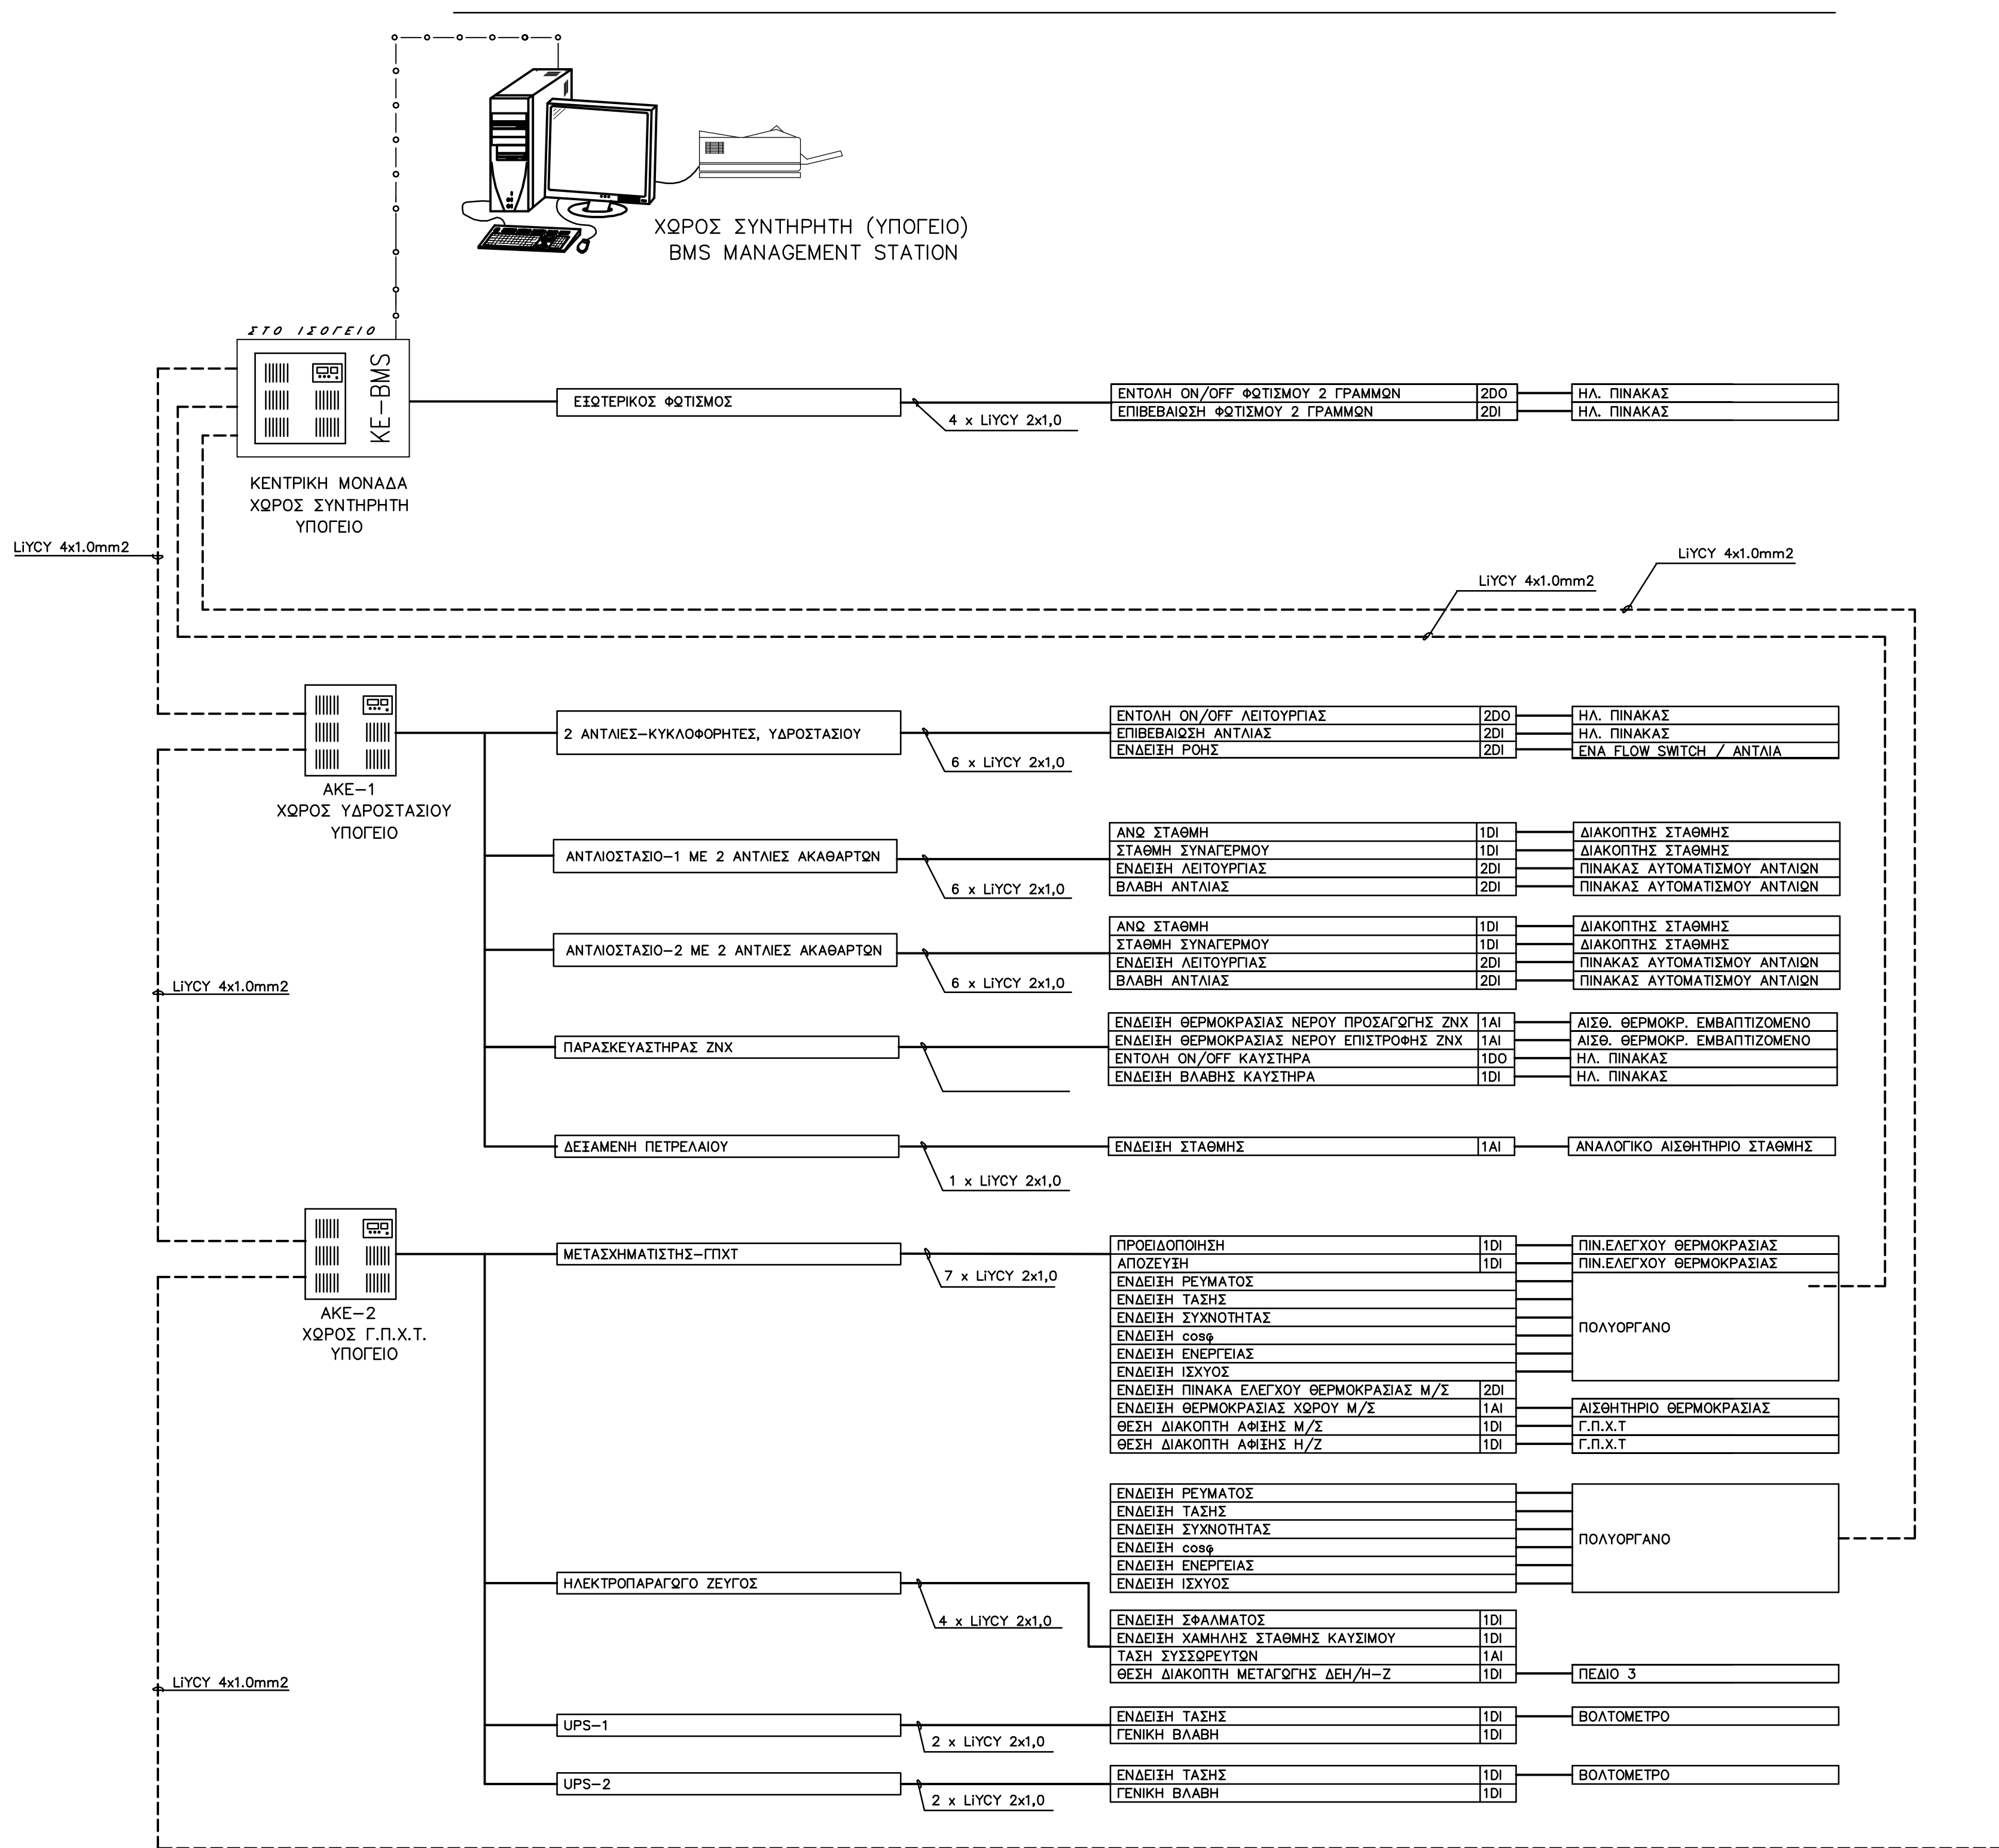 ΧΩΡΟΣ ΣΥΝΤΗΡΗΤΗ (ΥΠΟΓΕΙΟ)
BMS MANAGEMENT STATION
ΣΤΟ ΙΣΟΓΕΙΟ
KE-BMS
ΚΕΝΤΡΙΚΗ ΜΟΝΑΔΑ
ΧΩΡΟΣ ΣΥΝΤΗΡΗΤΗ
ΥΠΟΓΕΙΟ
ΕΞΩΤΕΡΙΚΟΣ ΦΩΤΙΣΜΟΣ
4 x LiYCY 2x1,0
ΕΝΤΟΛΗ ON/OFF ΦΩΤΙΣΜΟΥ 2 ΓΡΑΜΜΩΝ 2DO ΗΛ. ΠΙΝΑΚΑΣ
ΕΠΙΒΕΒΑΙΩΣΗ ΦΩΤΙΣΜΟΥ 2 ΓΡΑΜΜΩΝ 2DI ΗΛ. ΠΙΝΑΚΑΣ
LiYCY 4x1.0mm2
LiYCY 4x1.0mm2
LiYCY 4x1.0mm2
ΑΚΕ-1
ΧΩΡΟΣ ΥΔΡΟΣΤΑΣΙΟΥ
ΥΠΟΓΕΙΟ
2 ΑΝΤΛΙΕΣ-ΚΥΚΛΟΦΟΡΗΤΕΣ, ΥΔΡΟΣΤΑΣΙΟΥ
6 x LiYCY 2x1,0
ΕΝΤΟΛΗ ON/OFF ΛΕΙΤΟΥΡΓΙΑΣ 2DO ΗΛ. ΠΙΝΑΚΑΣ
ΕΠΙΒΕΒΑΙΩΣΗ ΑΝΤΛΙΑΣ 2DI ΗΛ. ΠΙΝΑΚΑΣ
ΕΝΔΕΙΞΗ ΡΟΗΣ 2DI ΕΝΑ FLOW SWITCH / ΑΝΤΛΙΑ
ΑΝΤΛΙΟΣΤΑΣΙΟ-1 ΜΕ 2 ΑΝΤΛΙΕΣ ΑΚΑΘΑΡΤΩΝ
6 x LiYCY 2x1,0
ΑΝΩ ΣΤΑΘΜΗ 1DI ΔΙΑΚΟΠΤΗΣ ΣΤΑΘΜΗΣ
ΣΤΑΘΜΗ ΣΥΝΑΓΕΡΜΟΥ 1DI ΔΙΑΚΟΠΤΗΣ ΣΤΑΘΜΗΣ
ΕΝΔΕΙΞΗ ΛΕΙΤΟΥΡΓΙΑΣ 2DI ΠΙΝΑΚΑΣ ΑΥΤΟΜΑΤΙΣΜΟΥ ΑΝΤΛΙΩΝ
ΒΛΑΒΗ ΑΝΤΛΙΑΣ 2DI ΠΙΝΑΚΑΣ ΑΥΤΟΜΑΤΙΣΜΟΥ ΑΝΤΛΙΩΝ
ΑΝΤΛΙΟΣΤΑΣΙΟ-2 ΜΕ 2 ΑΝΤΛΙΕΣ ΑΚΑΘΑΡΤΩΝ
6 x LiYCY 2x1,0
ΑΝΩ ΣΤΑΘΜΗ 1DI ΔΙΑΚΟΠΤΗΣ ΣΤΑΘΜΗΣ
ΣΤΑΘΜΗ ΣΥΝΑΓΕΡΜΟΥ 1DI ΔΙΑΚΟΠΤΗΣ ΣΤΑΘΜΗΣ
ΕΝΔΕΙΞΗ ΛΕΙΤΟΥΡΓΙΑΣ 2DI ΠΙΝΑΚΑΣ ΑΥΤΟΜΑΤΙΣΜΟΥ ΑΝΤΛΙΩΝ
ΒΛΑΒΗ ΑΝΤΛΙΑΣ 2DI ΠΙΝΑΚΑΣ ΑΥΤΟΜΑΤΙΣΜΟΥ ΑΝΤΛΙΩΝ
LiYCY 4x1.0mm2
ΠΑΡΑΣΚΕΥΑΣΤΗΡΑΣ ΖΝΧ
ΕΝΔΕΙΞΗ ΘΕΡΜΟΚΡΑΣΙΑΣ ΝΕΡΟΥ ΠΡΟΣΑΓΩΓΗΣ ΖΝΧ 1AI ΑΙΣΘ. ΘΕΡΜΟΚΡ. ΕΜΒΑΠΤΙΖΟΜΕΝΟ
ΕΝΔΕΙΞΗ ΘΕΡΜΟΚΡΑΣΙΑΣ ΝΕΡΟΥ ΕΠΙΣΤΡΟΦΗΣ ΖΝΧ 1AI ΑΙΣΘ. ΘΕΡΜΟΚΡ. ΕΜΒΑΠΤΙΖΟΜΕΝΟ
ΕΝΤΟΛΗ ON/OFF ΚΑΥΣΤΗΡΑ 1DO ΗΛ. ΠΙΝΑΚΑΣ
ΕΝΔΕΙΞΗ ΒΛΑΒΗΣ ΚΑΥΣΤΗΡΑ 1DI ΗΛ. ΠΙΝΑΚΑΣ
ΔΕΞΑΜΕΝΗ ΠΕΤΡΕΛΑΙΟΥ
1 x LiYCY 2x1,0
ΕΝΔΕΙΞΗ ΣΤΑΘΜΗΣ 1AI ΑΝΑΛΟΓΙΚΟ ΑΙΣΘΗΤΗΡΙΟ ΣΤΑΘΜΗΣ
ΑΚΕ-2
ΧΩΡΟΣ Γ.Π.Χ.Τ.
ΥΠΟΓΕΙΟ
ΜΕΤΑΣΧΗΜΑΤΙΣΤΗΣ-ΓΠΧΤ
7 x LiYCY 2x1,0
ΠΡΟΕΙΔΟΠΟΙΗΣΗ 1DI ΠΙΝ.ΕΛΕΓΧΟΥ ΘΕΡΜΟΚΡΑΣΙΑΣ
ΑΠΟΖΕΥΞΗ 1DI ΠΙΝ.ΕΛΕΓΧΟΥ ΘΕΡΜΟΚΡΑΣΙΑΣ
ΕΝΔΕΙΞΗ ΡΕΥΜΑΤΟΣ
ΕΝΔΕΙΞΗ ΤΑΣΗΣ
ΕΝΔΕΙΞΗ ΣΥΧΝΟΤΗΤΑΣ
ΠΟΛΥΟΡΓΑΝΟ
ΕΝΔΕΙΞΗ cosφ
ΕΝΔΕΙΞΗ ΕΝΕΡΓΕΙΑΣ
ΕΝΔΕΙΞΗ ΙΣΧΥΟΣ
ΕΝΔΕΙΞΗ ΠΙΝΑΚΑ ΕΛΕΓΧΟΥ ΘΕΡΜΟΚΡΑΣΙΑΣ Μ/Σ 2DI
ΕΝΔΕΙΞΗ ΘΕΡΜΟΚΡΑΣΙΑΣ ΧΩΡΟΥ Μ/Σ 1AI ΑΙΣΘΗΤΗΡΙΟ ΘΕΡΜΟΚΡΑΣΙΑΣ
ΘΕΣΗ ΔΙΑΚΟΠΤΗ ΑΦΙΞΗΣ Μ/Σ 1DI Γ.Π.Χ.Τ
ΘΕΣΗ ΔΙΑΚΟΠΤΗ ΑΦΙΞΗΣ Η/Ζ 1DI Γ.Π.Χ.Τ
ΕΝΔΕΙΞΗ ΡΕΥΜΑΤΟΣ
ΕΝΔΕΙΞΗ ΤΑΣΗΣ
ΕΝΔΕΙΞΗ ΣΥΧΝΟΤΗΤΑΣ
ΠΟΛΥΟΡΓΑΝΟ
ΕΝΔΕΙΞΗ cosφ
ΕΝΔΕΙΞΗ ΕΝΕΡΓΕΙΑΣ
ΕΝΔΕΙΞΗ ΙΣΧΥΟΣ
ΗΛΕΚΤΡΟΠΑΡΑΓΩΓΟ ΖΕΥΓΟΣ
4 x LiYCY 2x1,0
ΕΝΔΕΙΞΗ ΣΦΑΛΜΑΤΟΣ 1DI
ΕΝΔΕΙΞΗ ΧΑΜΗΛΗΣ ΣΤΑΘΜΗΣ ΚΑΥΣΙΜΟΥ 1DI
ΤΑΣΗ ΣΥΣΣΩΡΕΥΤΩΝ 1AI
ΘΕΣΗ ΔΙΑΚΟΠΤΗ ΜΕΤΑΓΩΓΗΣ ΔΕΗ/Η-Ζ 1DI ΠΕΔΙΟ 3
LiYCY 4x1.0mm2
UPS-1
2 x LiYCY 2x1,0
ΕΝΔΕΙΞΗ ΤΑΣΗΣ 1DI ΒΟΛΤΟΜΕΤΡΟ
ΓΕΝΙΚΗ ΒΛΑΒΗ 1DI
UPS-2
2 x LiYCY 2x1,0
ΕΝΔΕΙΞΗ ΤΑΣΗΣ 1DI ΒΟΛΤΟΜΕΤΡΟ
ΓΕΝΙΚΗ ΒΛΑΒΗ 1DI